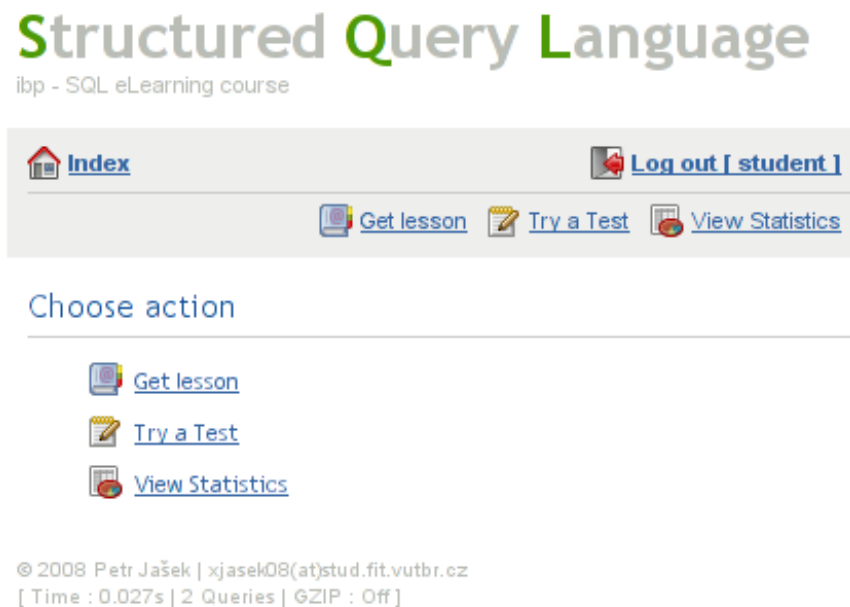 Structured Query Language
ibp - SQL eLearning course
Index Log out [ student ]
Get lesson Try a Test View Statistics
Choose action
Get lesson
Try a Test
View Statistics
© 2008 Petr Jašek | xjasek08(at)stud.fit.vutbr.cz
[ Time : 0.027s | 2 Queries | GZIP : Off ]